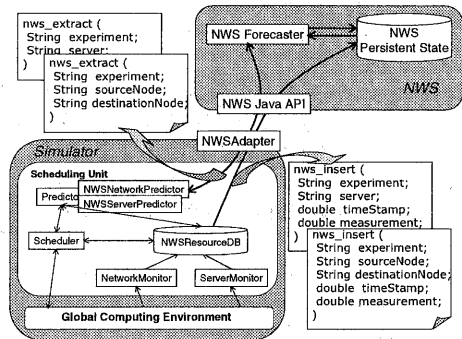 nws_extract (
String experiment;
String server;
)
nws_extract (
String experiment;
String sourceNode;
String destinationNode;
)
NWS Forecaster
NWS
Persistent State
NWS
NWS Java API
NWSAdapter
Simulator
Scheduling Unit
Predicto
NWSNetworkPredictor
NWSServerPredictor
Scheduler
NWSResourceDB
NetworkMonitor
ServerMonitor
Global Computing Environment
nws_insert (
String experiment;
String server;
double timeStamp;
double measurement;
)
nws_insert (
String experiment;
String sourceNode;
String destinationNode;
double timeStamp;
double measurement;
)